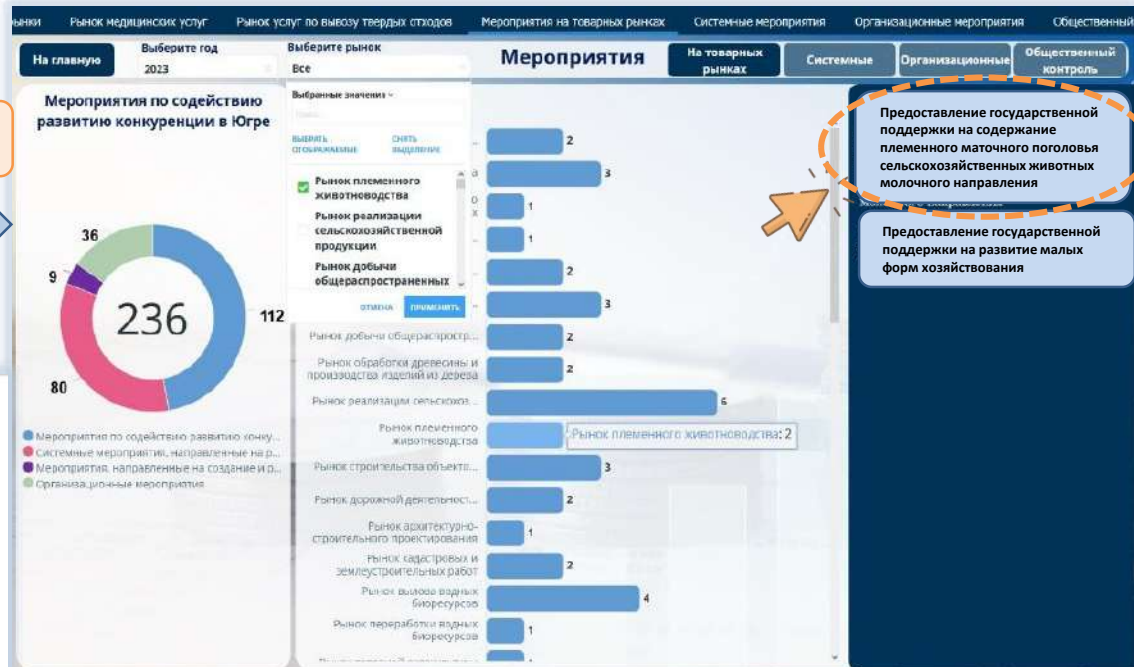 ынки Рынок медицинских услуг Рынок услуг по вывозу твердых отходов Мероприятия на товарных рынках Системные мероприятия Организационные мероприятия Общественный
На главную
Выберите год
2023
Выберите рынок
Все
Мероприятия
На товарных
рынках
Системные
Организационные
Общественный
контроль
Мероприятия по содействию
развитию конкуренции в Югре
36
9
236
112
80
Мероприятия по содействию развитию конку...
Системные мероприятия, направленные на р...
Мероприятия, направленные на создание и р...
Организационные мероприятия
Выбранные значения
ВЫБРАТЬ
ОТОБРАЖАЕМЫЕ
СНЯТЬ
ВЫДЕЛЕНИЕ
Рынок племенного
животноводства
Рынок реализации
сельскохозяйственной
продукции
Рынок добычи
общераспространенных
ОТМЕНА ПРИМЕНИТЬ
2
3
1
1
2
3
Рынок добычи общераспростр... 2
Рынок обработки древесины и
производства изделий из дерева 2
Рынок реализации сельскохоз... 6
Рынок племенного
животноводства
Рынок племенного животноводства: 2
Рынок строительства объекто... 3
Рынок дорожной деятельност... 2
Рынок архитектурно-
строительного проектирования 1
Рынок кадастровых и
землеустроительных работ 2
Рынок вылова водных
биоресурсов 4
Рынок переработки водных
биоресурсов 1
Предоставление государственной
поддержки на содержание
племенного маточного поголовья
сельскохозяйственных животных
молочного направления
Предоставление государственной
поддержки на развитие малых
форм хозяйствования